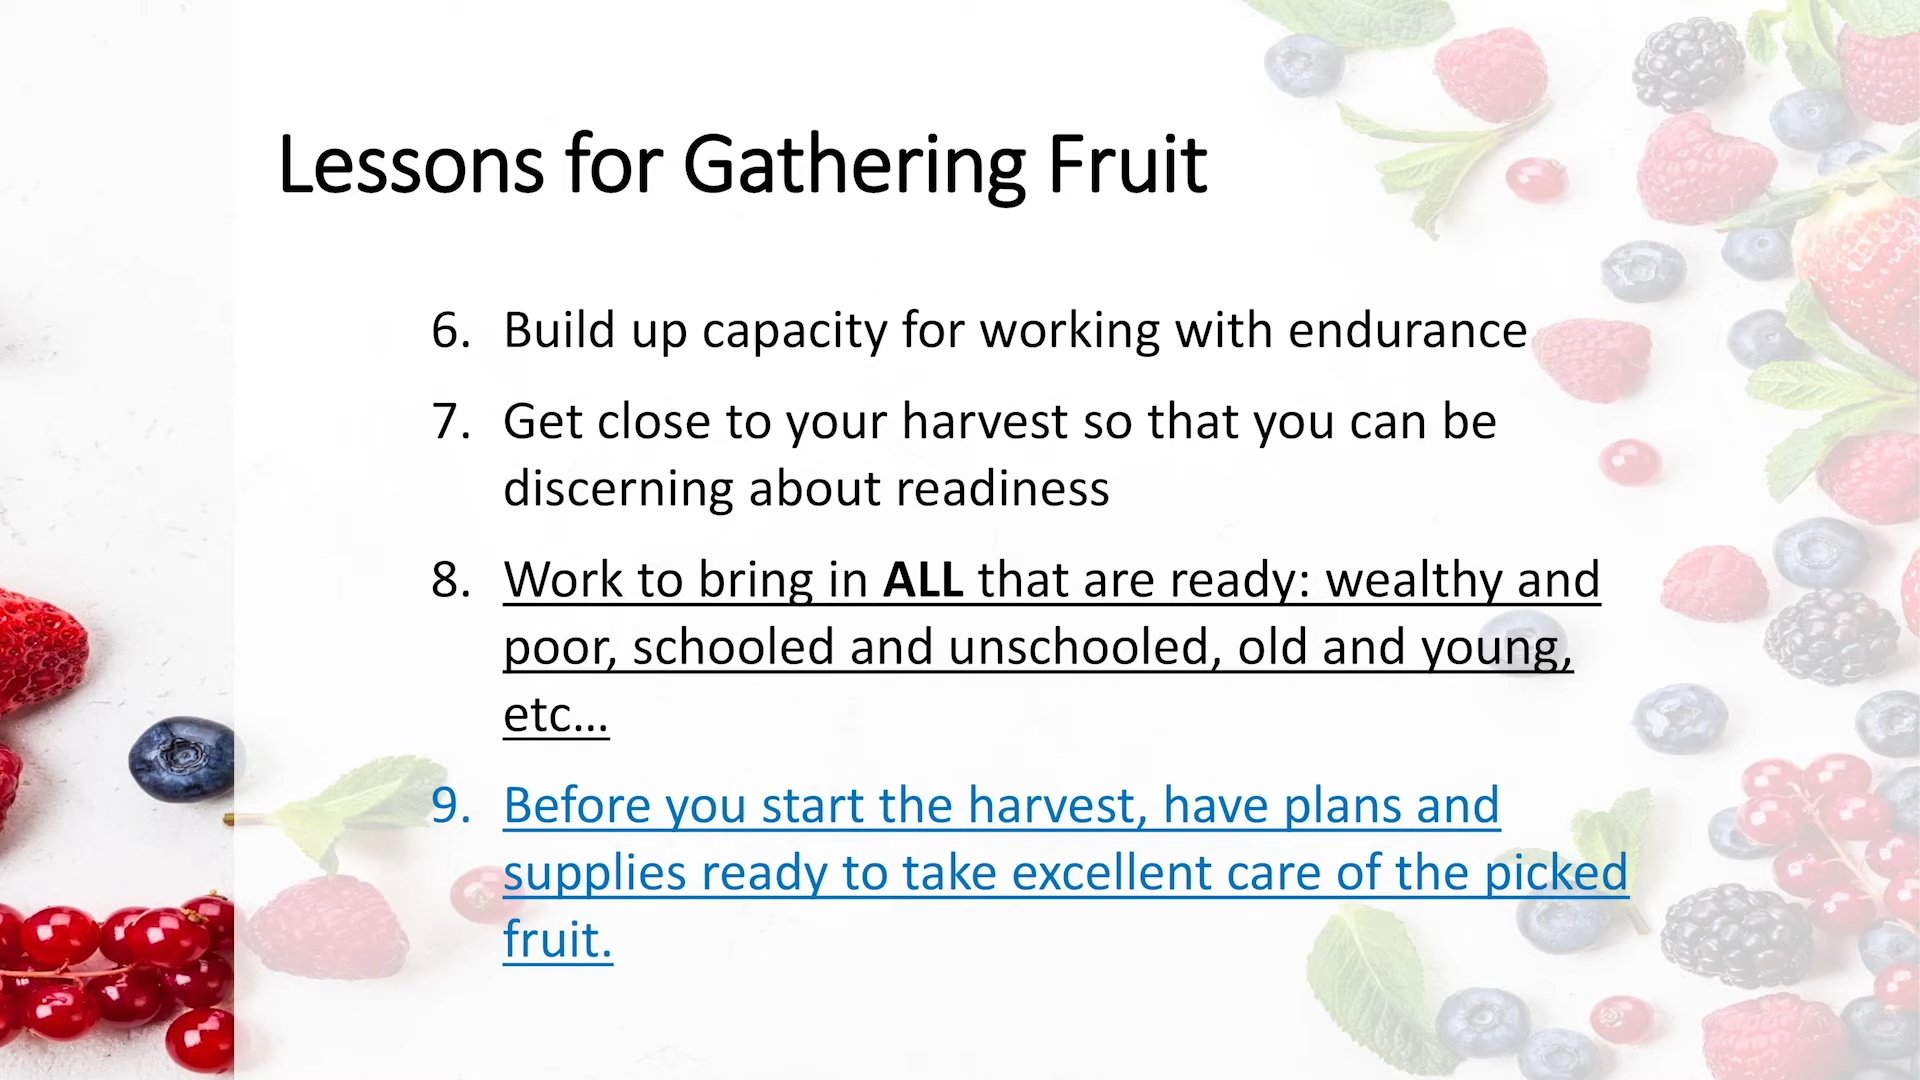 Lessons for Gathering Fruit
6. Build up capacity for working with endurance
7. Get close to your harvest so that you can be
discerning about readiness
8. Work to bring in ALL that are ready: wealthy and
poor, schooled and unschooled, old and young,
etc…
9. Before you start the harvest, have plans and
supplies ready to take excellent care of the picked
fruit.